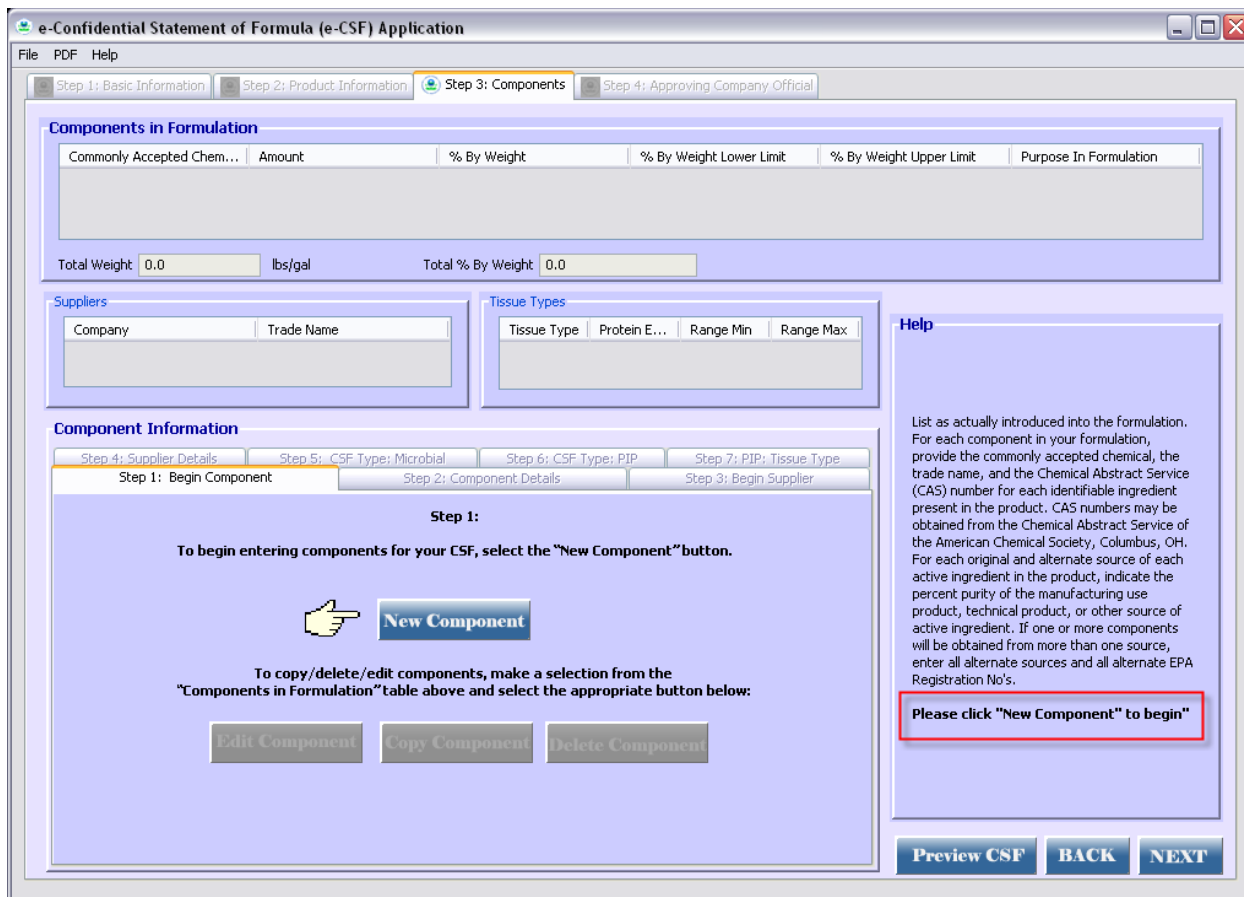 e-Confidential Statement of Formula (e-CSF) Application
File PDF Help
Step 1: Basic Information Step 2: Product Information Step 3: Components Step 4: Approving Company Official
Components in Formulation
Commonly Accepted Chem... Amount % By Weight % By Weight Lower Limit % By Weight Upper Limit Purpose In Formulation
Total Weight 0.0 lbs/gal Total % By Weight 0.0
Suppliers
Company Trade Name
Tissue Types
Tissue Type Protein E... Range Min Range Max
Component Information
Step 4: Supplier Details Step 5: CSF Type: Microbial Step 6: CSF Type: PIP Step 7: PIP: Tissue Type
Step 1: Begin Component Step 2: Component Details Step 3: Begin Supplier
Step 1:
To begin entering components for your CSF, select the "New Component" button.
New Component
To copy/delete/edit components, make a selection from the
"Components in Formulation" table above and select the appropriate button below:
Edit Component Copy Component Delete Component
Help
List as actually introduced into the formulation.
For each component in your formulation,
provide the commonly accepted chemical, the
trade name, and the Chemical Abstract Service
(CAS) number for each identifiable ingredient
present in the product. CAS numbers may be
obtained from the Chemical Abstract Service of
the American Chemical Society, Columbus, OH.
For each original and alternate source of each
active ingredient in the product, indicate the
percent purity of the manufacturing use
product, technical product, or other source of
active ingredient. If one or more components
will be obtained from more than one source,
enter all alternate sources and all alternate EPA
Registration No's.
Please click "New Component" to begin"
Preview CSF BACK NEXT